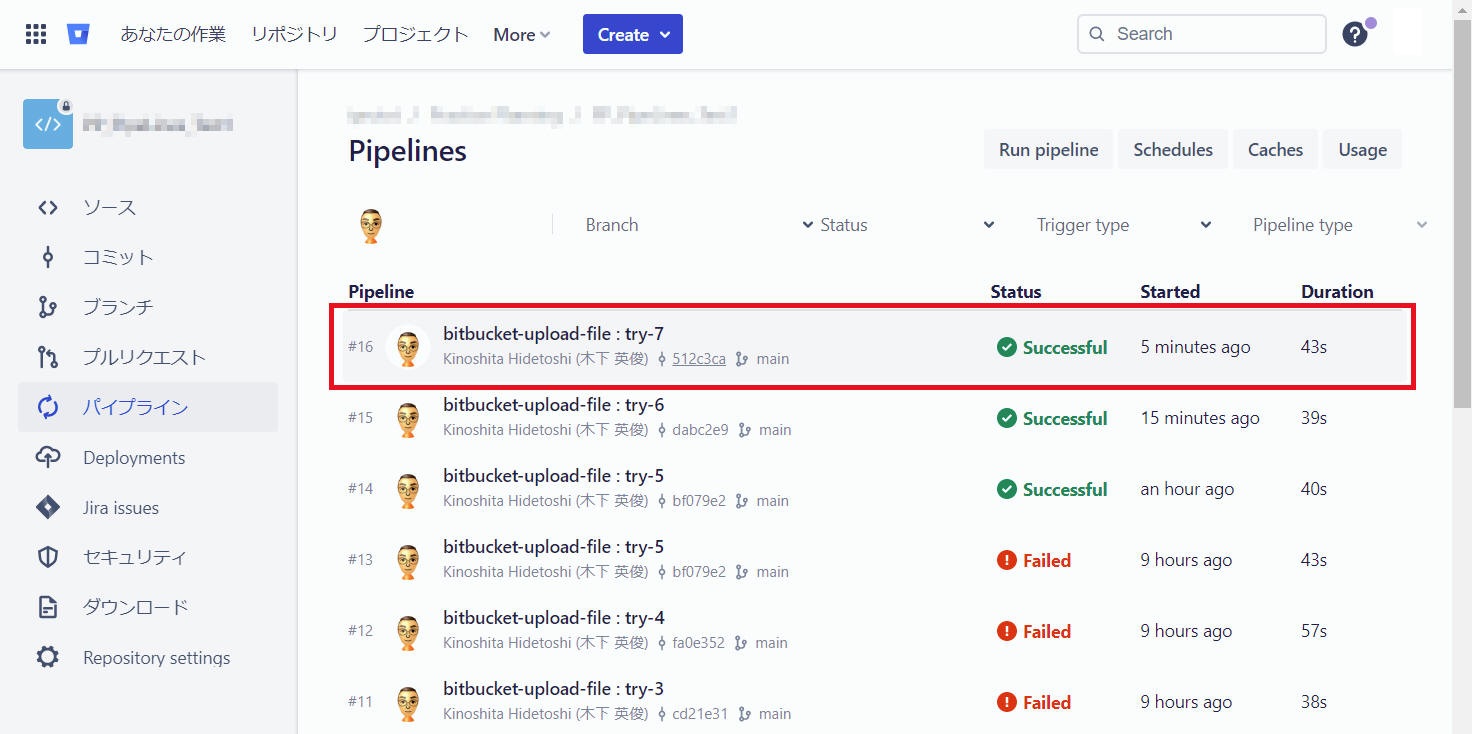 あなたの作業 リポジトリ プロジェクト More Create Search ?
Pipelines
Run pipeline Schedules Caches Usage
ソース
コミット
ブランチ
プルリクエスト
パイプライン
Deployments
Jira issues
セキュリティ
ダウンロード
Repository settings
Branch Status Trigger type Pipeline type
Pipeline Status Started Duration
#16 bitbucket-upload-file : try-7 Successful 5 minutes ago 43s
Kinoshita Hidetoshi (木下 英俊) 512c3ca main
#15 bitbucket-upload-file : try-6 Successful 15 minutes ago 39s
Kinoshita Hidetoshi (木下 英俊) dabc2e9 main
#14 bitbucket-upload-file : try-5 Successful an hour ago 40s
Kinoshita Hidetoshi (木下 英俊) bf079e2 main
#13 bitbucket-upload-file : try-5 Failed 9 hours ago 43s
Kinoshita Hidetoshi (木下 英俊) bf079e2 main
#12 bitbucket-upload-file : try-4 Failed 9 hours ago 57s
Kinoshita Hidetoshi (木下 英俊) fa0e352 main
#11 bitbucket-upload-file : try-3 Failed 9 hours ago 38s
Kinoshita Hidetoshi (木下 英俊) cd21e31 main